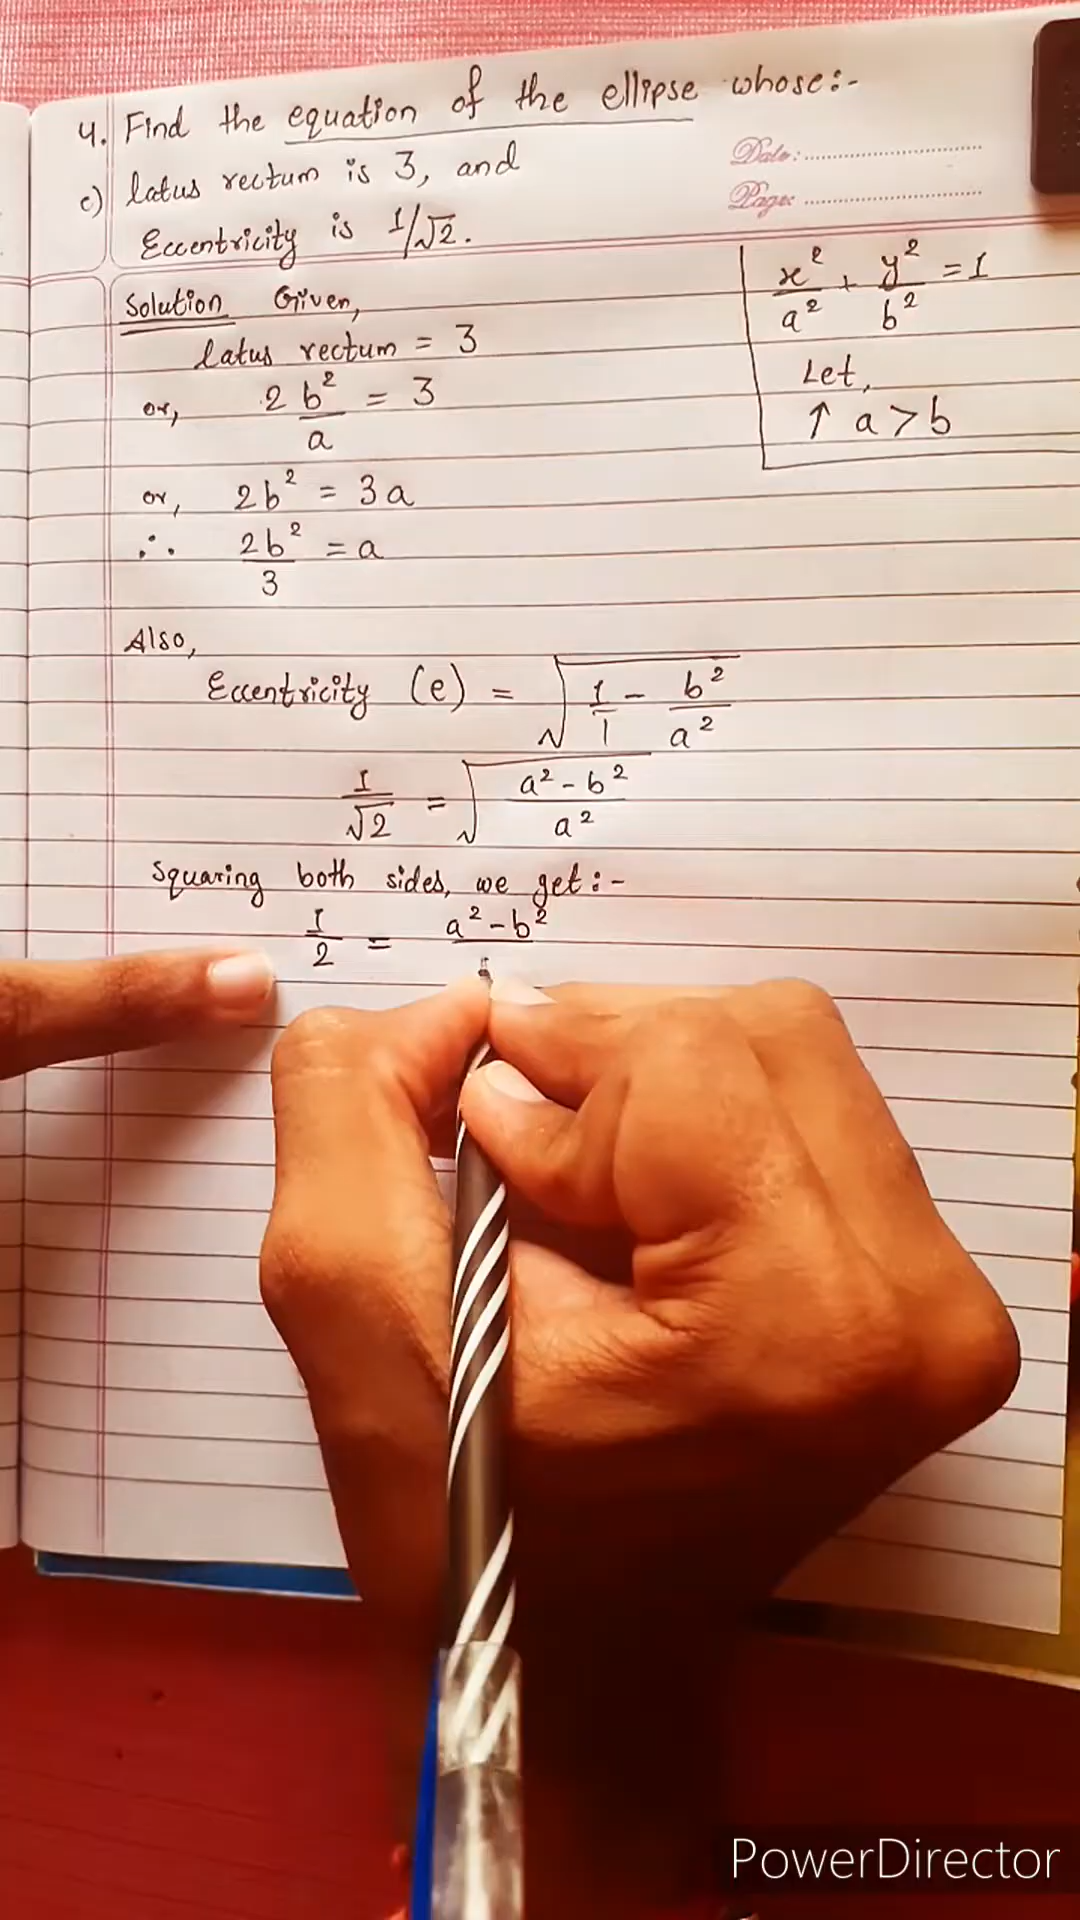 4. Find the equation of the ellipse whose:-
c) latus rectum is 3, and
Eccentricity is 1/√2.
Date:
Page:
Solution Given,
latus rectum = 3
or, 2b²/a = 3
or, 2b² = 3a
∴ 2b²/3 = a
x²/a² + y²/b² = 1
Let,
↑ a > b
Also,
Eccentricity (e) = √(1/1 - b²/a²)
1/√2 = √((a² - b²)/a²)
Squaring both sides, we get:-
1/2 = a² - b²
PowerDirector